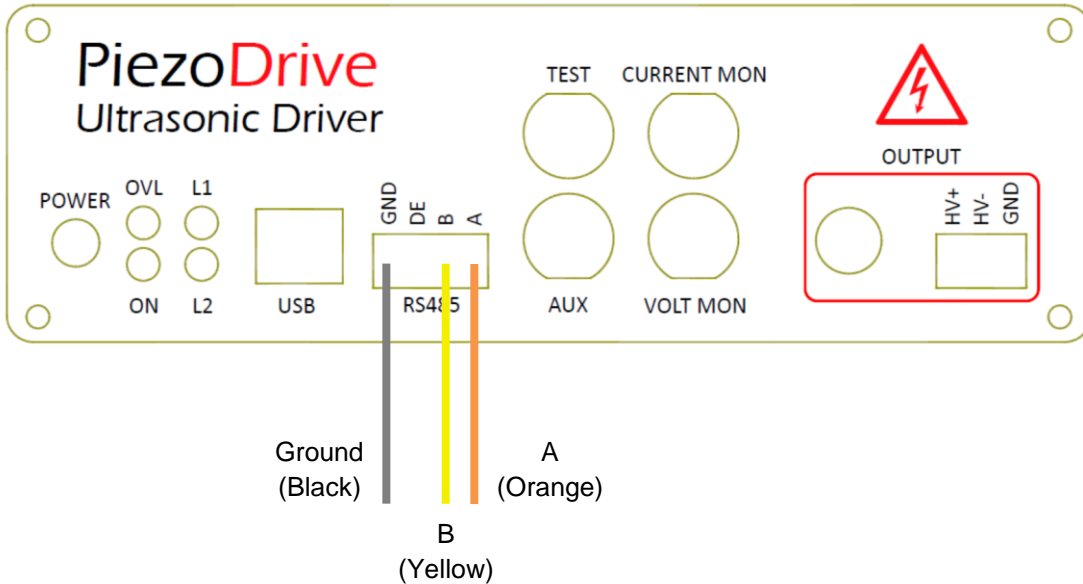 PiezoDrive
Ultrasonic Driver
POWER
OVL
L1
ON
L2
USB
GND
DE
B
A
RS485
TEST
CURRENT MON
AUX
VOLT MON
OUTPUT
HV+
HV-
GND
Ground
(Black)
A
(Orange)
B
(Yellow)